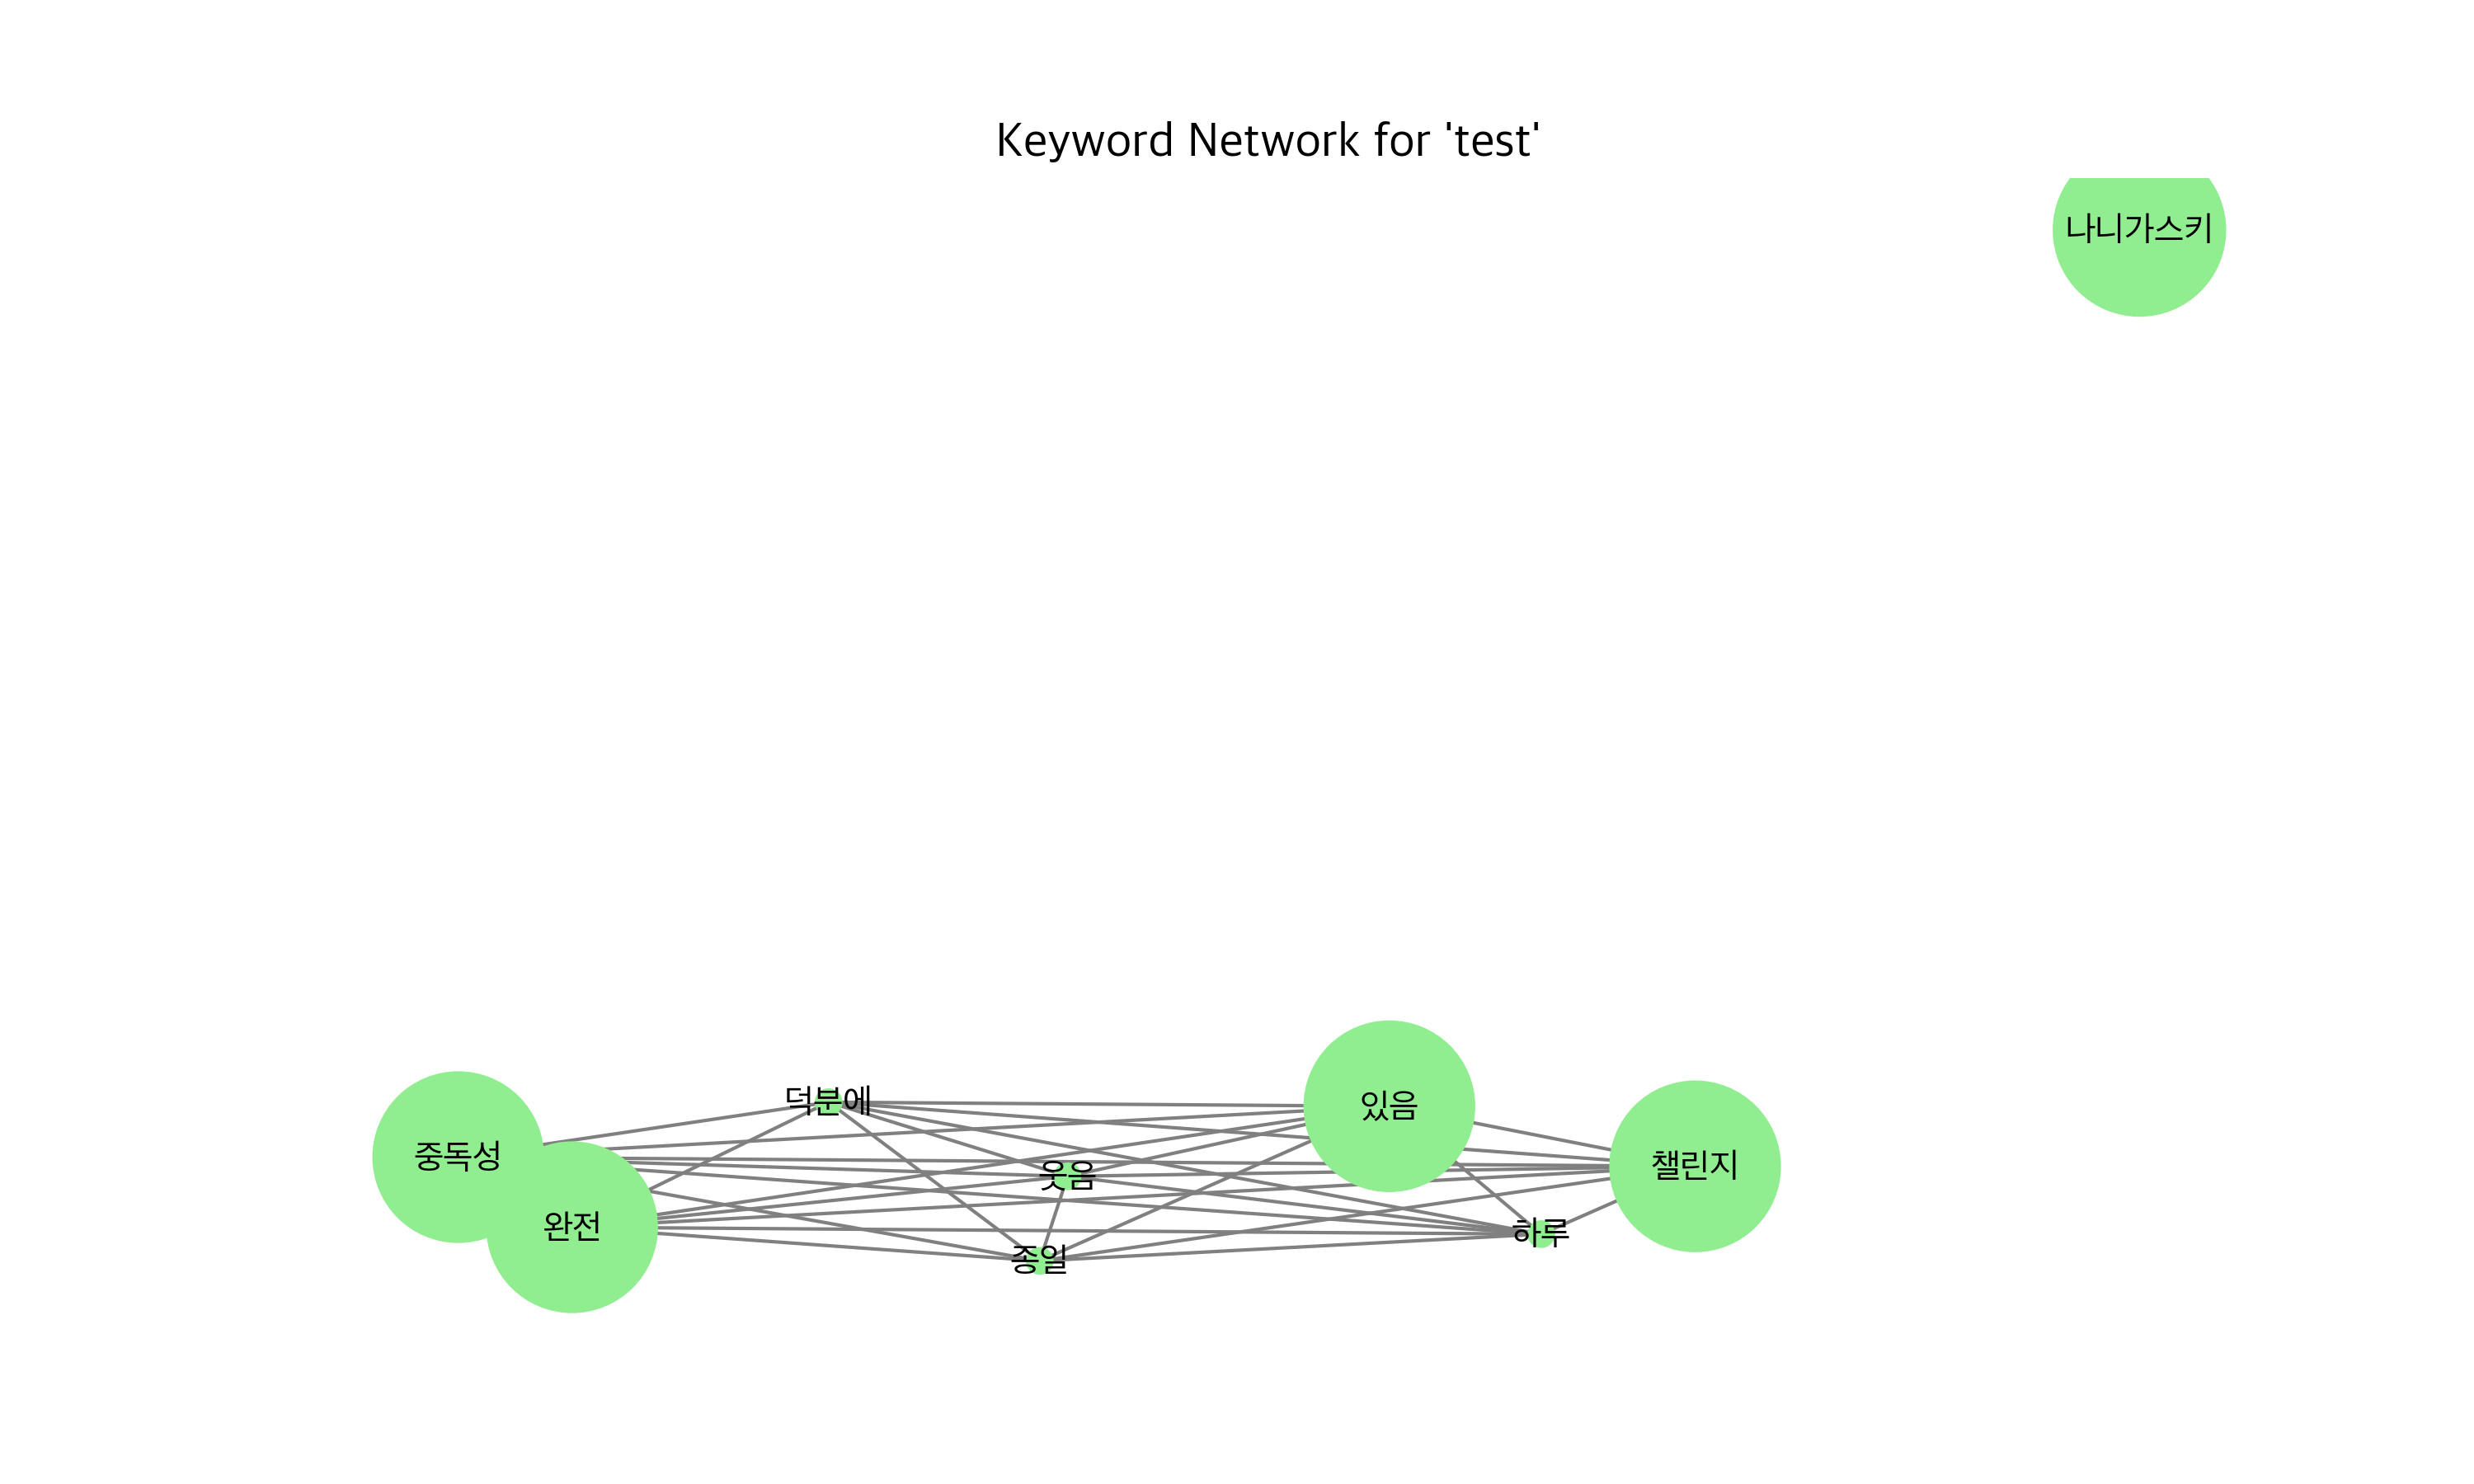 Keyword Network for 'test'
나니가스키
덕분에
있음
중독성
챌린지
웃음
완전
하루
종일